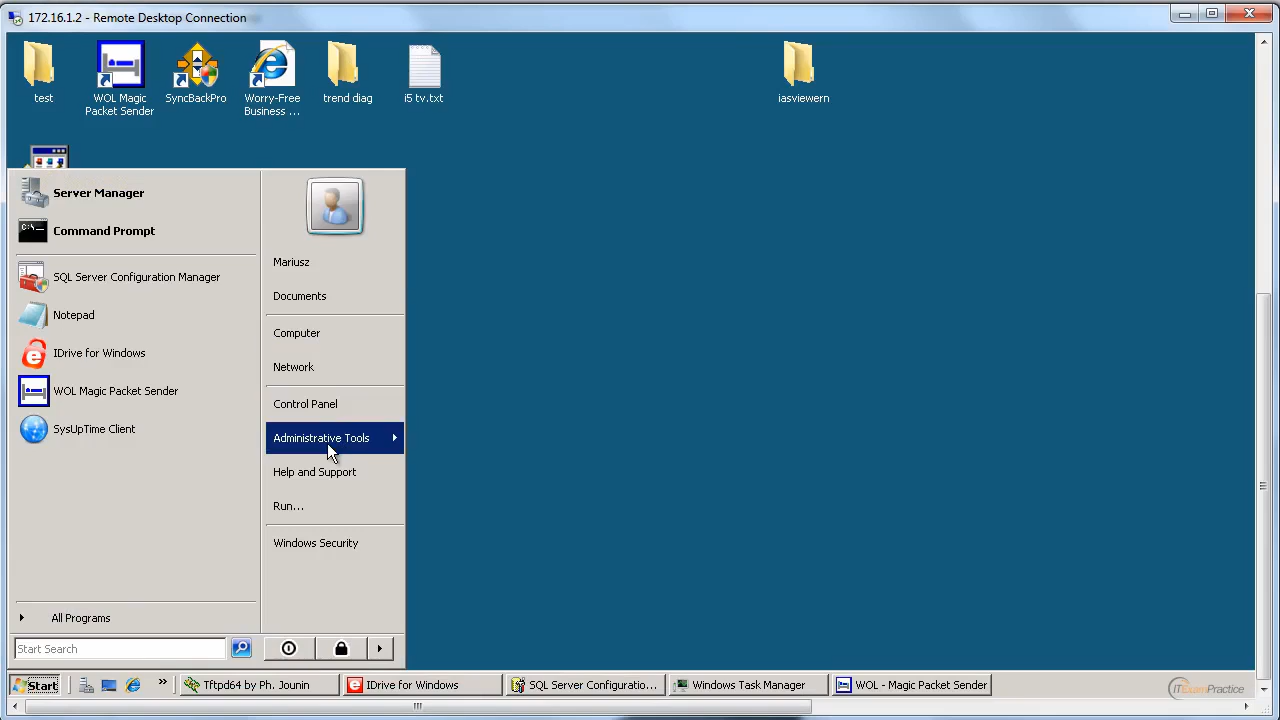 172.16.1.2 - Remote Desktop Connection
test
WOL Magic
Packet Sender
SyncBackPro
Worry-Free
Business ...
trend diag
i5 tv.txt
iasviewern
Server Manager
C:\_
Command Prompt
SQL Server Configuration Manager
Notepad
IDrive for Windows
WOL Magic Packet Sender
SysUpTime Client
All Programs
Start Search
Mariusz
Documents
Computer
Network
Control Panel
Administrative Tools
Help and Support
Run...
Windows Security
Start
Tftpd64 by Ph. Jounin
IDrive for Windows
SQL Server Configuratio...
Windows Task Manager
WOL - Magic Packet Sender
ITExamPractice